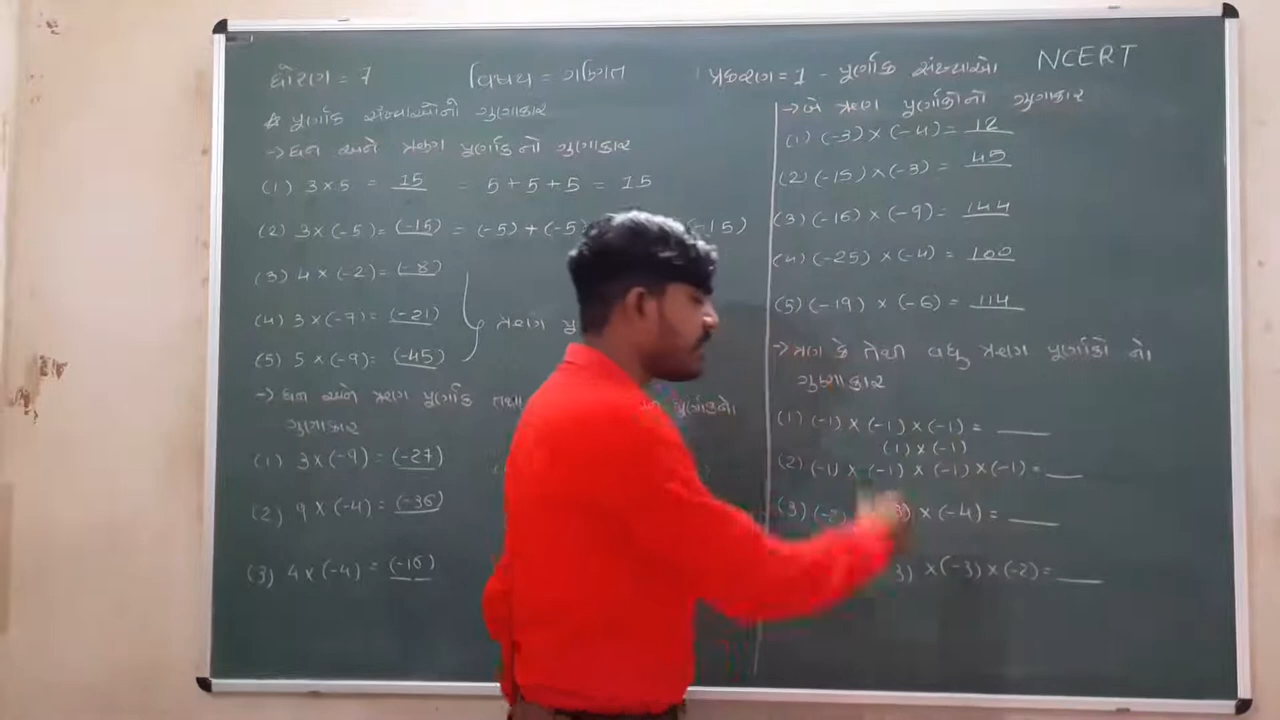 ધોરણ = 7
વિષય = ગણિત
પ્રકરણ = 1 - પૂર્ણાંક સંખ્યાઓ
NCERT
☆ પૂર્ણાંક સંખ્યાઓનો ગુણાકાર
→ ધન અને ઋણ પૂર્ણાંકનો ગુણાકાર
(1) 3×5 = 15 = 5+5+5 = 15
(2) 3×(-5)= (-15) = (-5)+(-5) (-15)
(3) 4×(-2)= (-8)
(4) 3×(-7)= (-21)
(5) 5×(-9)= (-45)
→ ધન અને ઋણ પૂર્ણાંક તથા પૂર્ણાંકનો
ગુણાકાર
(1) 3×(-9) = (-27)
(2) 9×(-4)= (-36)
(3) 4×(-4) = (-16)
→ બે ઋણ પૂર્ણાંકોનો ગુણાકાર
(1) (-3)×(-4)= 12
(2) (-15)×(-3)= 45
(3) (-16)×(-9)= 144
(4) (-25)×(-4) = 100
(5) (-19)×(-6)= 114
→ ત્રણ કે તેથી વધુ ઋણ પૂર્ણાંકો નો
ગુણાકાર
(1) (-1)×(-1)×(-1) = ____
(1)×(-1)
(2) (-1)×(-1)×(-1)×(-1)= ___
(3) ×(-4) = ____
×(-3)×(-2)= ____